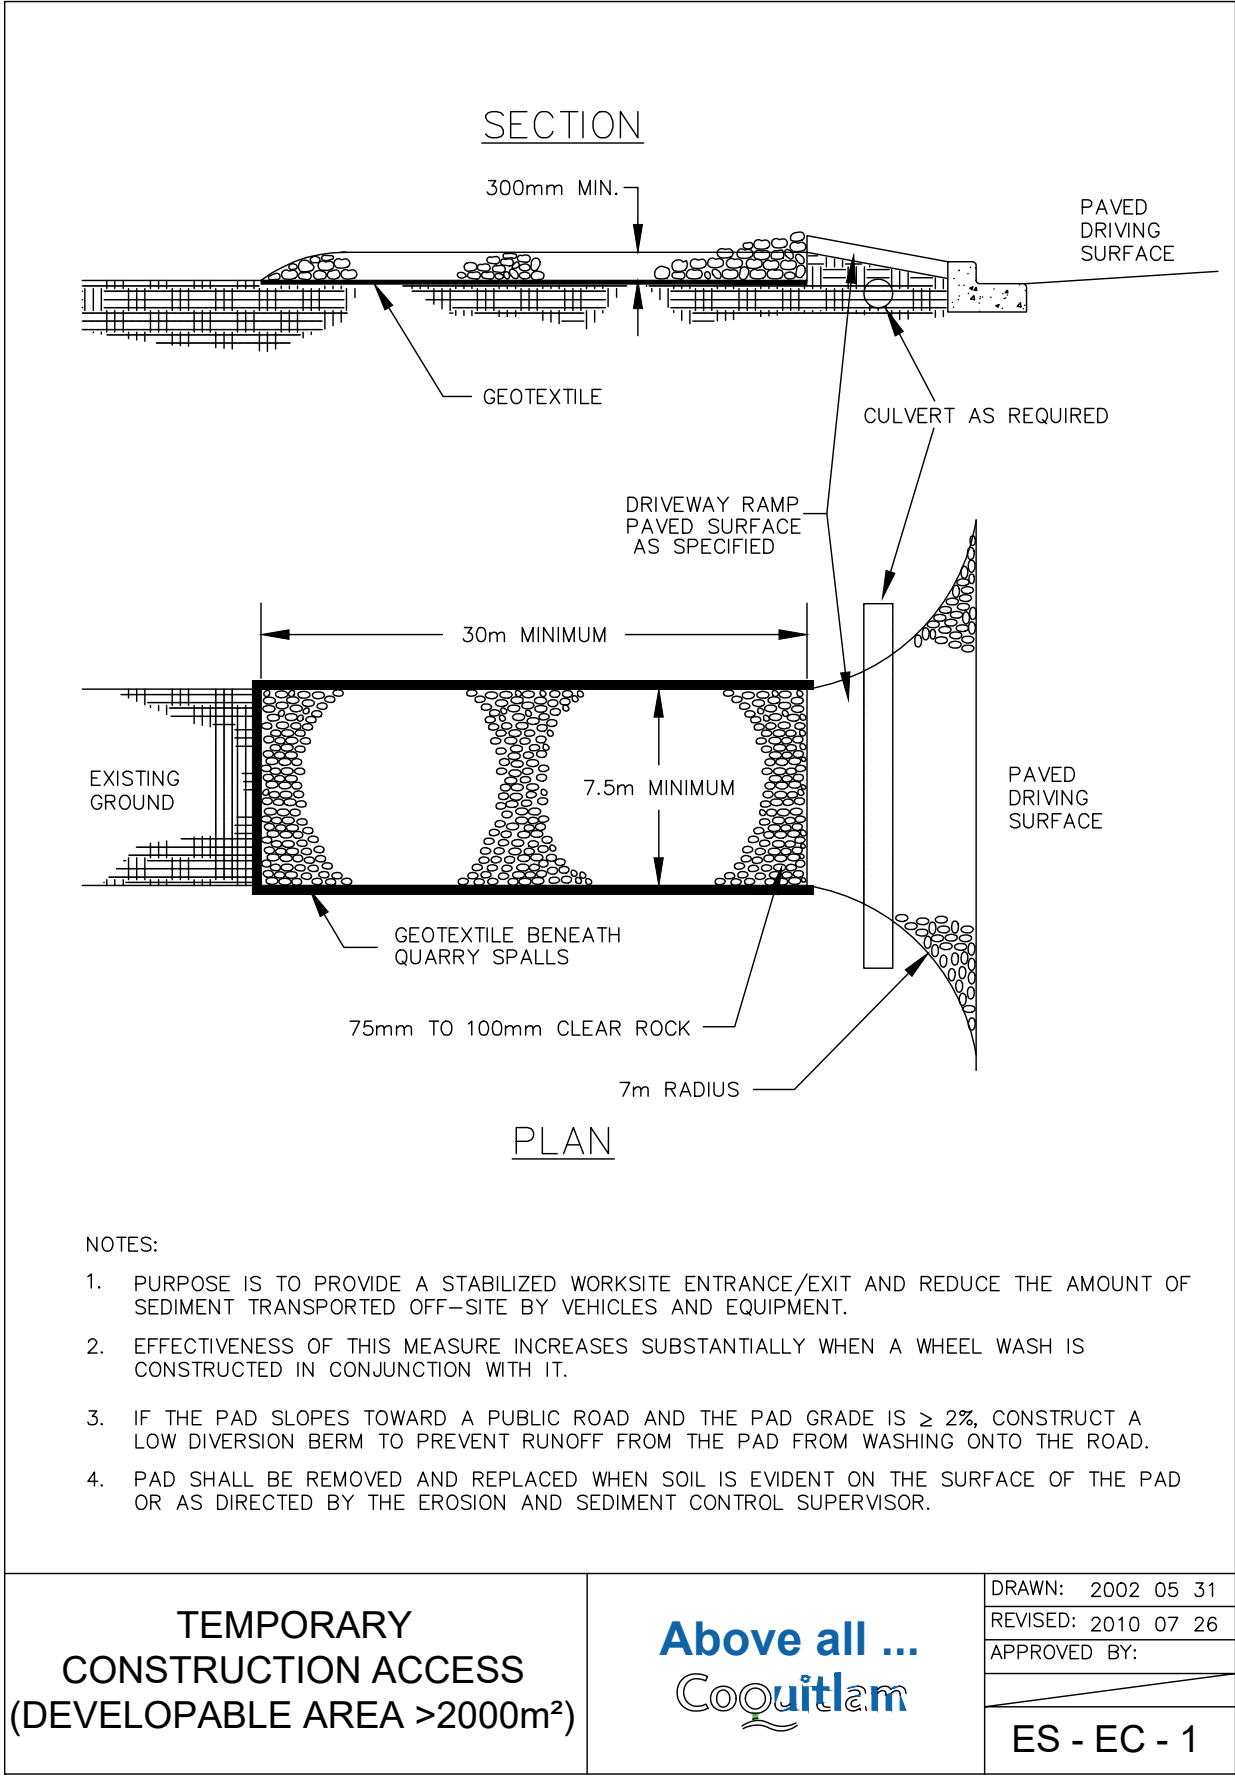 SECTION
300mm MIN.
PAVED
DRIVING
SURFACE
GEOTEXTILE
CULVERT AS REQUIRED
DRIVEWAY RAMP
PAVED SURFACE
AS SPECIFIED
30m MINIMUM
7.5m MINIMUM
EXISTING
GROUND
PAVED
DRIVING
SURFACE
GEOTEXTILE BENEATH
QUARRY SPALLS
75mm TO 100mm CLEAR ROCK
7m RADIUS
PLAN
NOTES:
1. PURPOSE IS TO PROVIDE A STABILIZED WORKSITE ENTRANCE/EXIT AND REDUCE THE AMOUNT OF
SEDIMENT TRANSPORTED OFF-SITE BY VEHICLES AND EQUIPMENT.
2. EFFECTIVENESS OF THIS MEASURE INCREASES SUBSTANTIALLY WHEN A WHEEL WASH IS
CONSTRUCTED IN CONJUNCTION WITH IT.
3. IF THE PAD SLOPES TOWARD A PUBLIC ROAD AND THE PAD GRADE IS ≥ 2%, CONSTRUCT A
LOW DIVERSION BERM TO PREVENT RUNOFF FROM THE PAD FROM WASHING ONTO THE ROAD.
4. PAD SHALL BE REMOVED AND REPLACED WHEN SOIL IS EVIDENT ON THE SURFACE OF THE PAD
OR AS DIRECTED BY THE EROSION AND SEDIMENT CONTROL SUPERVISOR.
TEMPORARY
CONSTRUCTION ACCESS
(DEVELOPABLE AREA >2000m²)
Above all ...
Coquitlam
DRAWN: 2002 05 31
REVISED: 2010 07 26
APPROVED BY:
ES - EC - 1